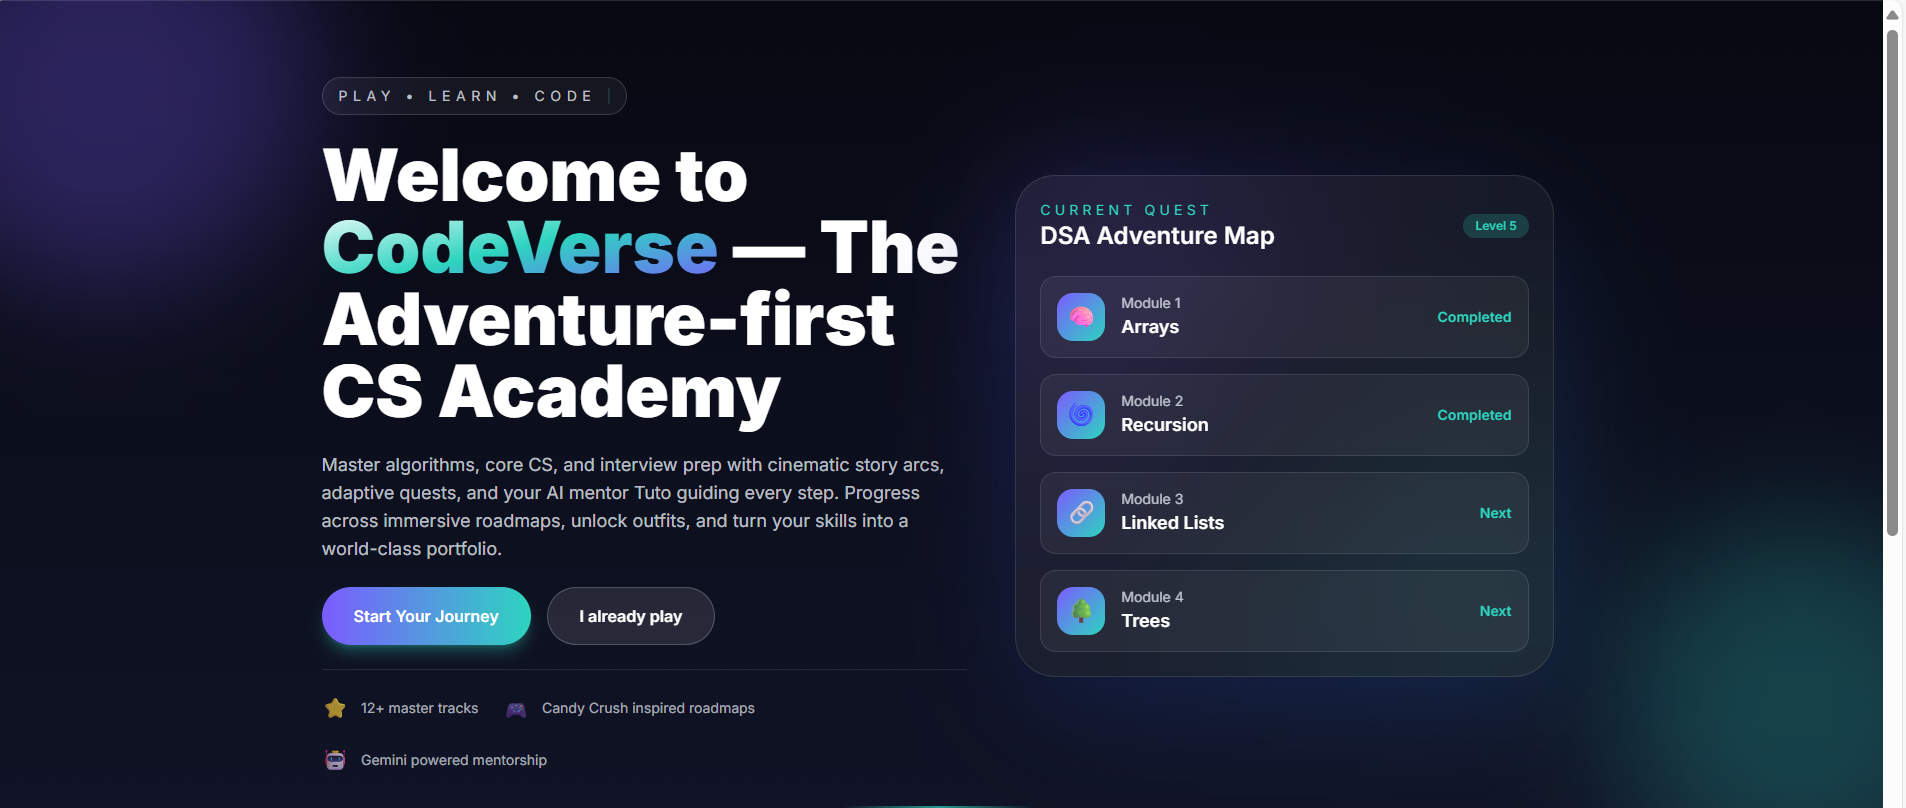 PLAY • LEARN • CODE
Welcome to
CodeVerse — The
Adventure-first
CS Academy
Master algorithms, core CS, and interview prep with cinematic story arcs,
adaptive quests, and your AI mentor Tuto guiding every step. Progress
across immersive roadmaps, unlock outfits, and turn your skills into a
world-class portfolio.
Start Your Journey
I already play
12+ master tracks
Candy Crush inspired roadmaps
Gemini powered mentorship
CURRENT QUEST
DSA Adventure Map
Level 5
Module 1
Arrays
Completed
Module 2
Recursion
Completed
Module 3
Linked Lists
Next
Module 4
Trees
Next